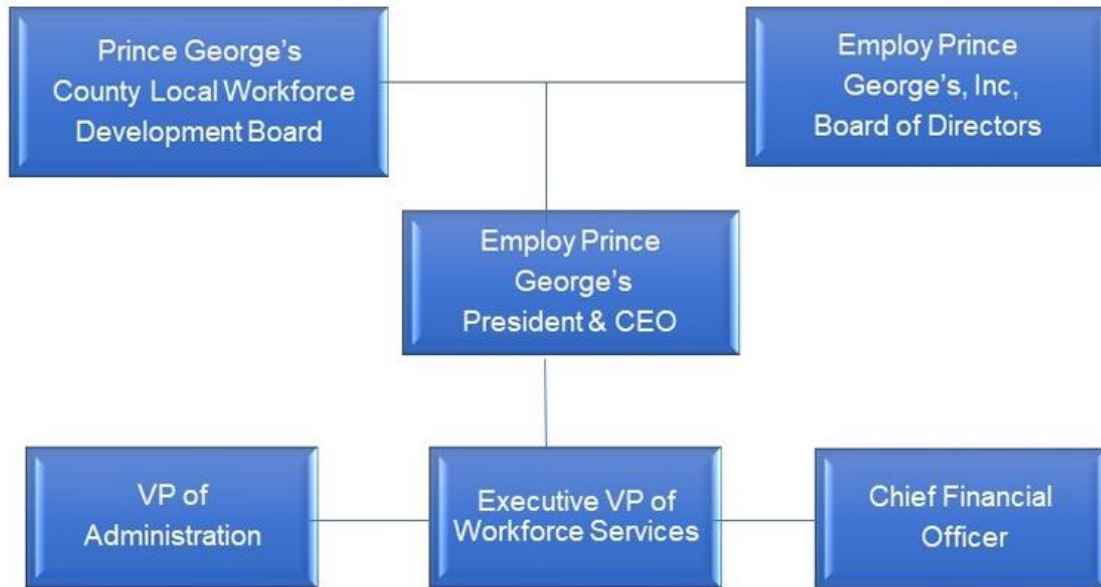 Prince George’s
County Local Workforce
Development Board
Employ Prince
George’s, Inc,
Board of Directors
Employ Prince
George’s
President & CEO
VP of
Administration
Executive VP of
Workforce Services
Chief Financial
Officer